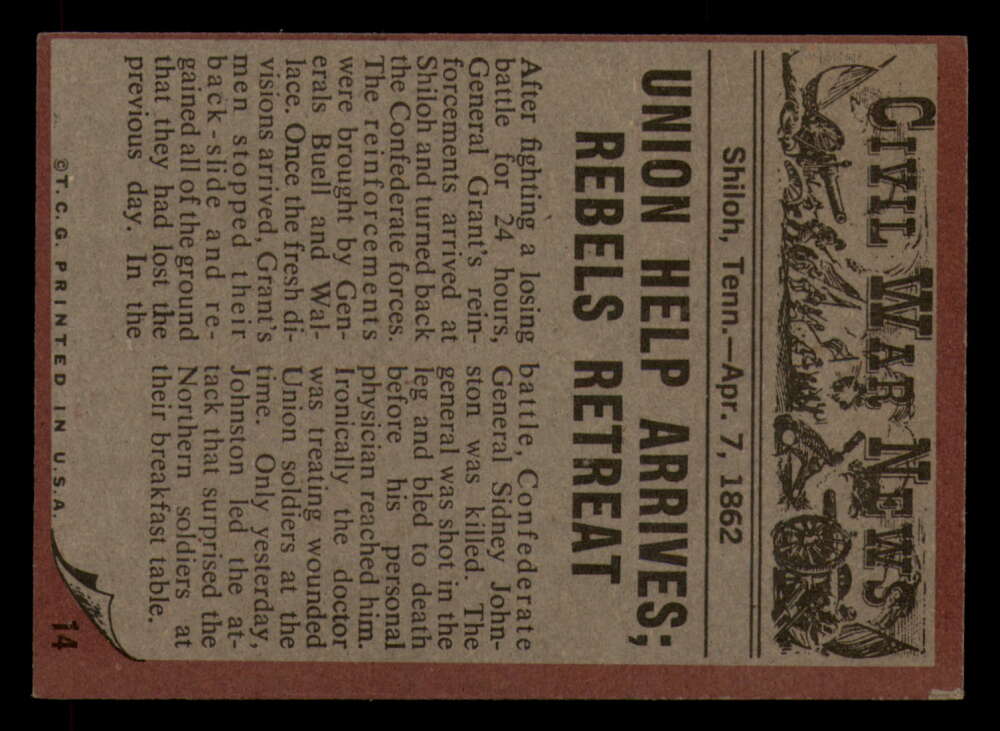 CIVIL WAR NEWS
Shiloh, Tenn.—Apr. 7, 1862
UNION HELP ARRIVES;
REBELS RETREAT
After fighting a losing
battle for 24 hours,
General Grant's rein-
forcements arrived at
Shiloh and turned back
the Confederate forces.
The reinforcements
were brought by Gen-
erals Buell and Wal-
lace. Once the fresh di-
visions arrived, Grant's
men stopped their
back-slide and re-
gained all of the ground
that they had lost the
previous day. In the
battle, Confederate
General Sidney John-
ston was killed. The
general was shot in the
leg and bled to death
before his personal
physician reached him.
Ironically the doctor
was treating wounded
Union soldiers at the
time. Only yesterday,
Johnston led the at-
tack that surprised the
Northern soldiers at
their breakfast table.
©T.C.G. PRINTED IN U.S.A.
14